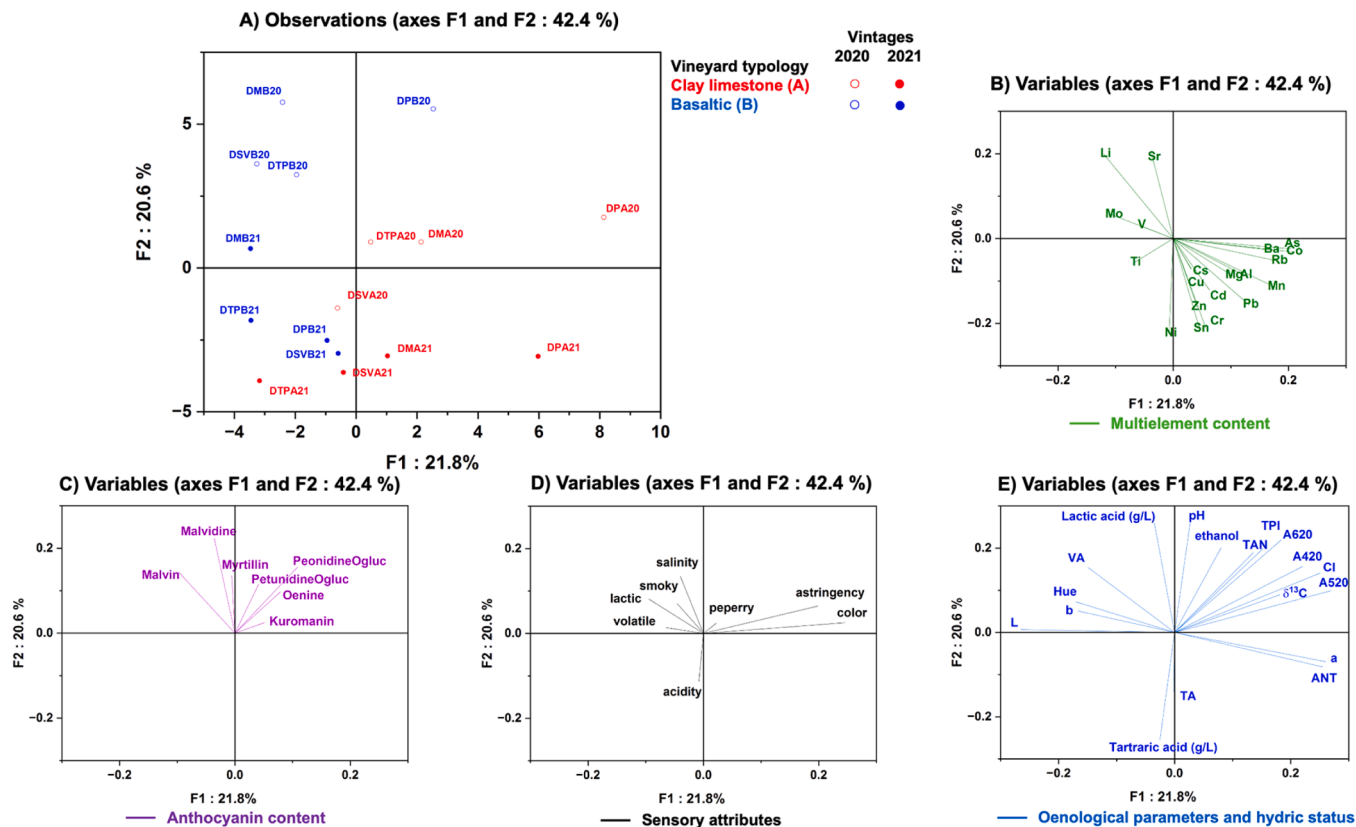 A) Observations (axes F1 and F2 : 42.4 %)
Vintages
2020 2021
Vineyard typology
Clay limestone (A)
Basaltic (B)
F2 : 20.6 %
5
0
−5
DMB20
DPB20
DSVB20
DTPB20
DPA20
DTPA20
DMA20
DMB21
DSVA20
DTPB21
DPB21
DSVB21
DMA21
DPA21
DSVA21
DTPA21
−4 −2 0 2 4 6 8 10
F1 : 21.8%
B) Variables (axes F1 and F2 : 42.4 %)
F2 : 20.6 %
0.2
0.0
−0.2
Li
Sr
Mo
V
Ti
As
Ba
Co
Rb
Cs
Mg
Al
Cu
Mn
Cd
Zn
Pb
Cr
Ni
Sn
−0.2 0.0 0.2
F1 : 21.8%
Multielement content
C) Variables (axes F1 and F2 : 42.4 %)
F2 : 20.6 %
0.2
0.0
−0.2
Malvidine
Malvin
Myrtillin
PeonidineOgluc
PetunidineOgluc
Oenine
Kuromanin
−0.2 0.0 0.2
F1 : 21.8%
Anthocyanin content
D) Variables (axes F1 and F2 : 42.4 %)
F2 : 20.6 %
0.2
0.0
−0.2
salinity
smoky
lactic
volatile
peperry
astringency
color
acidity
−0.2 0.0 0.2
F1 : 21.8%
Sensory attributes
E) Variables (axes F1 and F2 : 42.4 %)
F2 : 20.6 %
0.2
0.0
−0.2
Lactic acid (g/L)
pH
TPI
ethanol
A620
TAN
VA
A420
CI
A520
Hue
δ13C
b
L
a
ANT
TA
Tartraric acid (g/L)
−0.2 0.0 0.2
F1 : 21.8%
Oenological parameters and hydric status